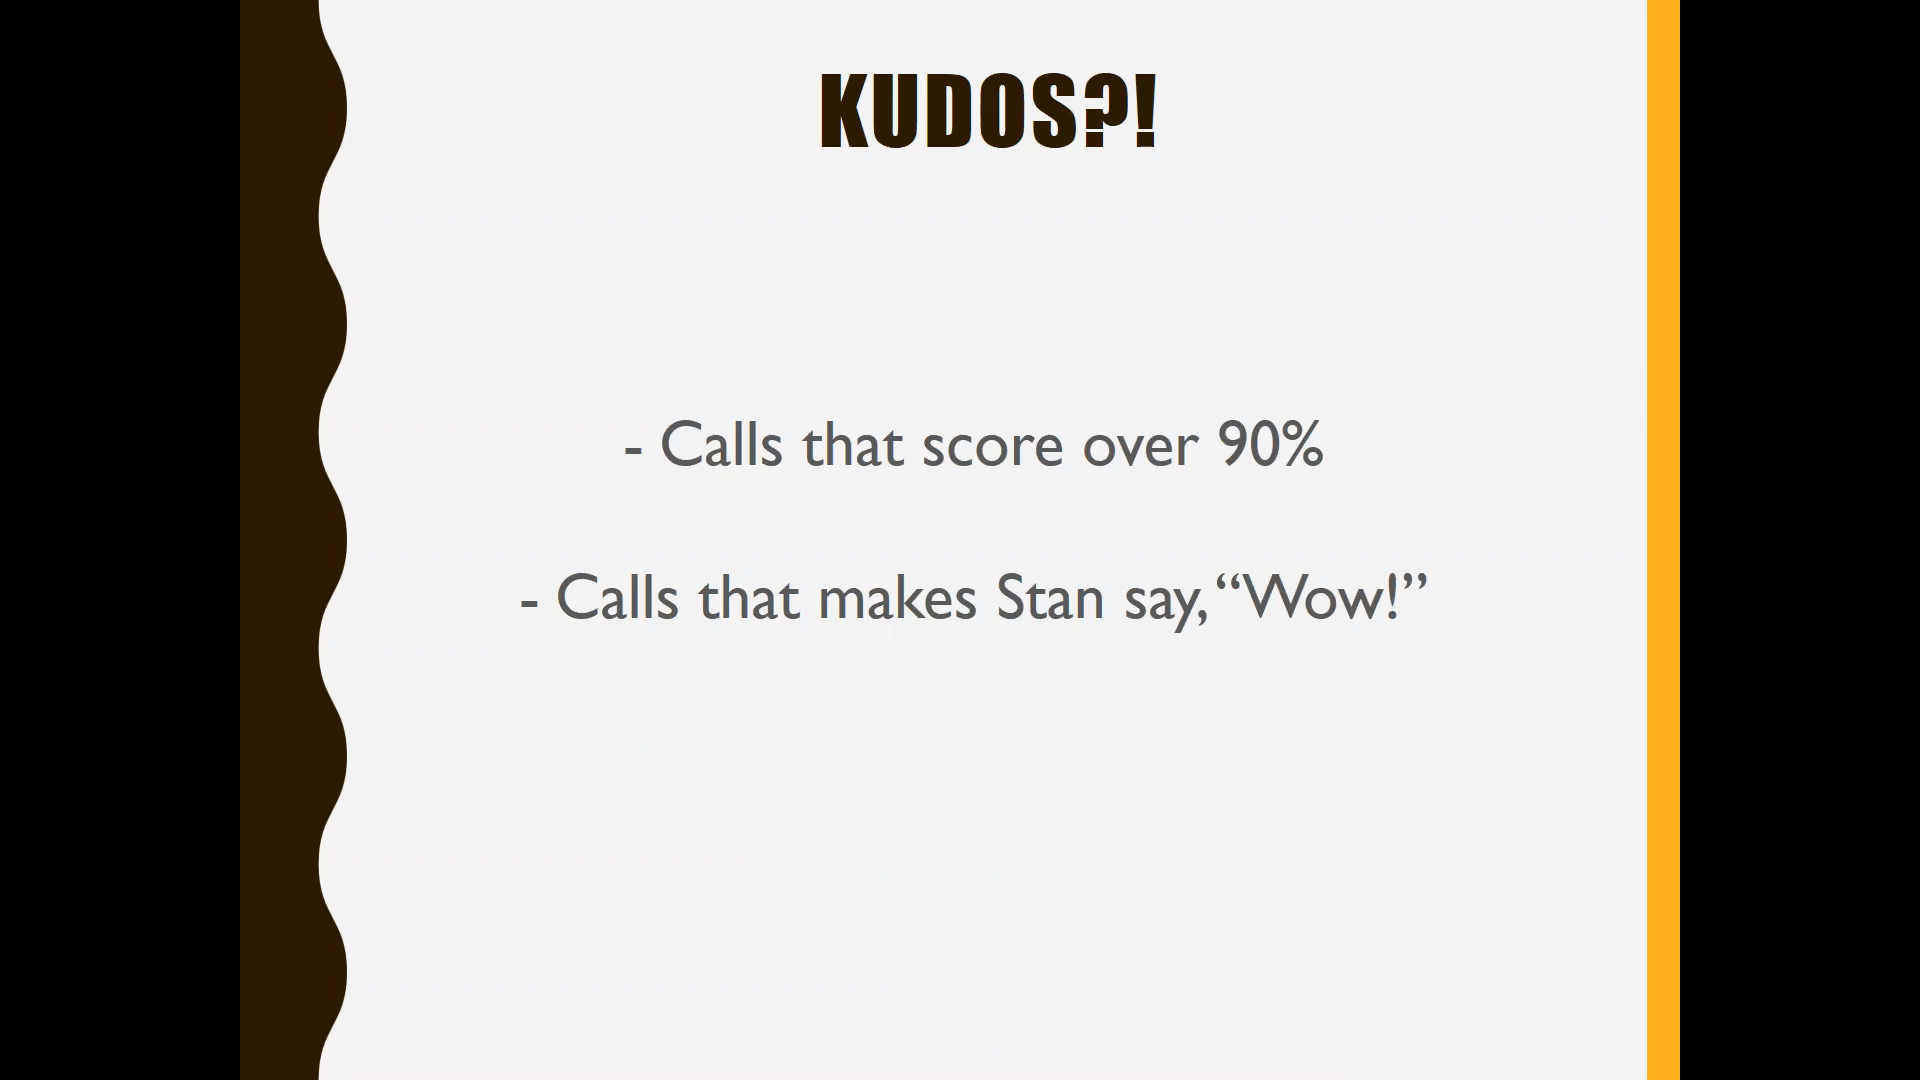 KUDOS?!
- Calls that score over 90%
- Calls that makes Stan say, “Wow!”